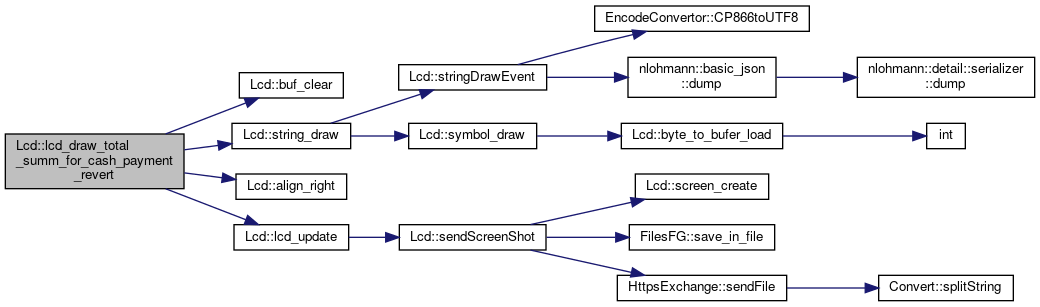 EncodeConvertor::CP866toUTF8
Lcd::stringDrawEvent
nlohmann::basic_json
::dump
nlohmann::detail::serializer
::dump
Lcd::buf_clear
Lcd::lcd_draw_total
_summ_for_cash_payment
_revert
Lcd::string_draw
Lcd::symbol_draw
Lcd::byte_to_bufer_load
int
Lcd::align_right
Lcd::screen_create
Lcd::lcd_update
Lcd::sendScreenShot
FilesFG::save_in_file
HttpsExchange::sendFile
Convert::splitString